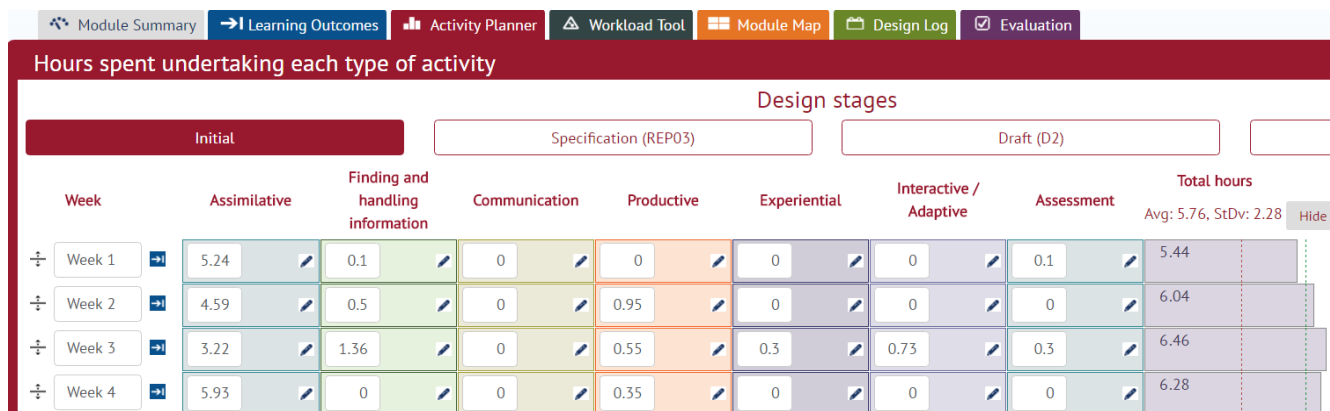 Module Summary Learning Outcomes Activity Planner Workload Tool Module Map Design Log Evaluation
Hours spent undertaking each type of activity
Design stages
Initial Specification (REP03) Draft (D2)
Week Assimilative Finding and handling information Communication Productive Experiential Interactive / Adaptive Assessment Total hours
Avg: 5.76, StDv: 2.28 Hide
Week 1 5.24 0.1 0 0 0 0 0.1 5.44
Week 2 4.59 0.5 0 0.95 0 0 0 6.04
Week 3 3.22 1.36 0 0.55 0.3 0.73 0.3 6.46
Week 4 5.93 0 0 0.35 0 0 0 6.28